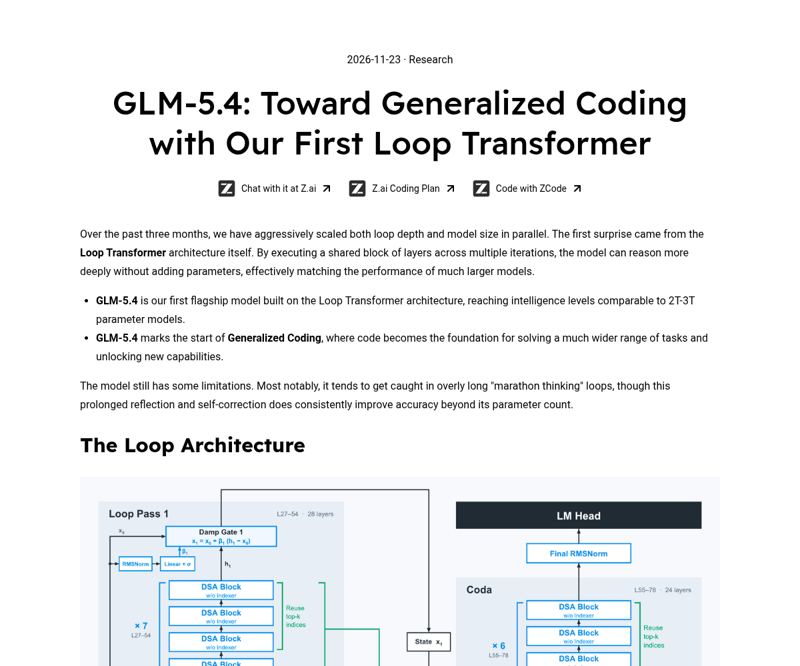 2026-11-23 · Research
GLM-5.4: Toward Generalized Coding
with Our First Loop Transformer
Chat with it at Z.ai
Z.ai Coding Plan
Code with ZCode
Over the past three months, we have aggressively scaled both loop depth and model size in parallel. The first surprise came from the
Loop Transformer architecture itself. By executing a shared block of layers across multiple iterations, the model can reason more
deeply without adding parameters, effectively matching the performance of much larger models.
• GLM-5.4 is our first flagship model built on the Loop Transformer architecture, reaching intelligence levels comparable to 2T-3T
parameter models.
• GLM-5.4 marks the start of Generalized Coding, where code becomes the foundation for solving a much wider range of tasks and
unlocking new capabilities.
The model still has some limitations. Most notably, it tends to get caught in overly long "marathon thinking" loops, though this
prolonged reflection and self-correction does consistently improve accuracy beyond its parameter count.
The Loop Architecture
Loop Pass 1
L27–54 · 28 layers
x₀
Damp Gate 1
x₁ = x₀ + β₁ (h₁ − x₀)
β₁
RMSNorm
Linear + σ
h₁
DSA Block
w/o Indexer
DSA Block
w/o Indexer
DSA Block
w/o Indexer
DSA Block
× 7
L27–54
Reuse
top-k
indices
State x₁
LM Head
Final RMSNorm
Coda
L55–78 · 24 layers
DSA Block
w/o Indexer
DSA Block
w/o Indexer
DSA Block
w/o Indexer
DSA Block
× 6
L55–78
Reuse
top-k
indices